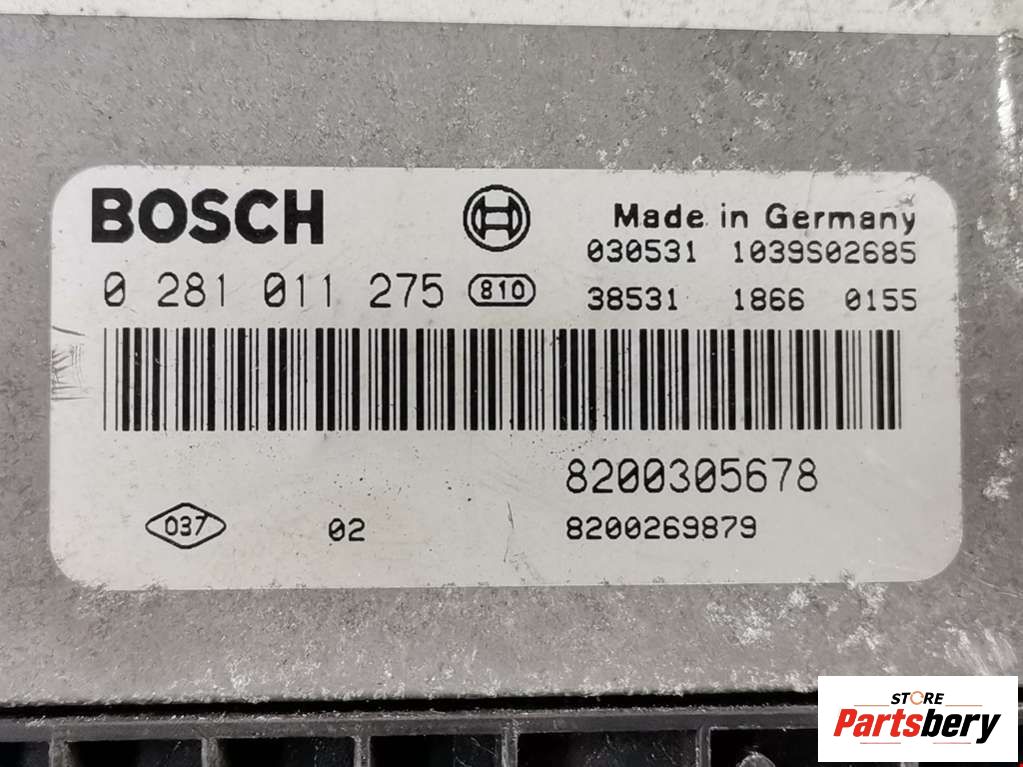 BOSCH
Made in Germany
030531 1039S02685
0 281 011 275 810
38531 1866 0155
8200305678
037 02 8200269879
STORE
Partsbery